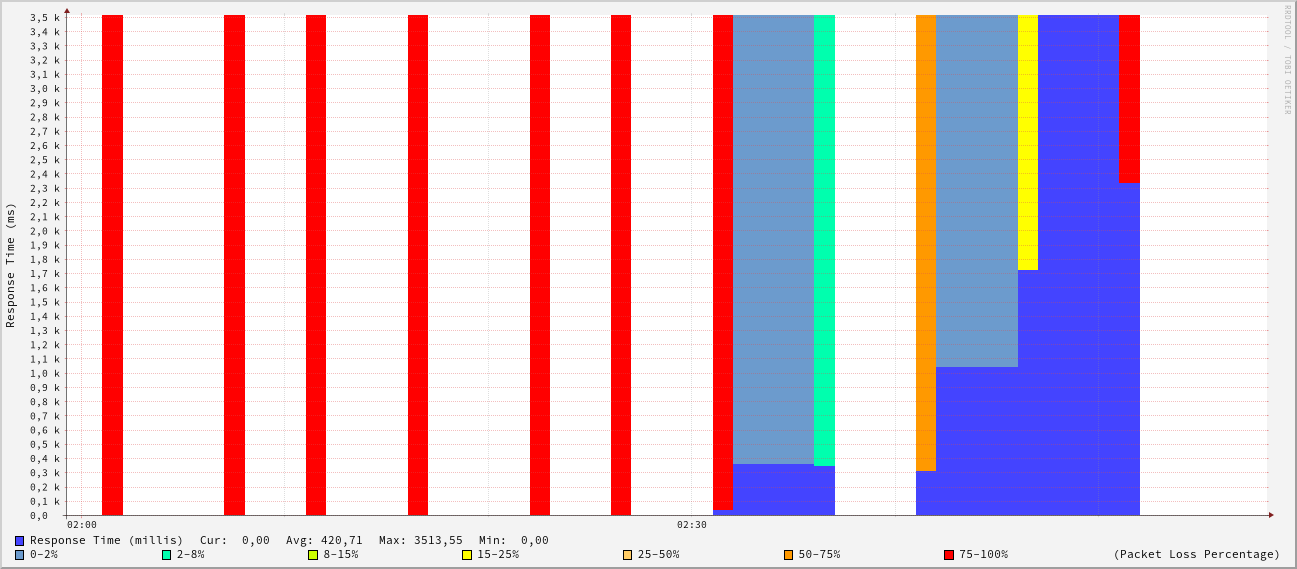 RRDTOOL / TOBI OETIKER
Response Time (ms)
3,5 k
3,4 k
3,3 k
3,2 k
3,1 k
3,0 k
2,9 k
2,8 k
2,7 k
2,6 k
2,5 k
2,4 k
2,3 k
2,2 k
2,1 k
2,0 k
1,9 k
1,8 k
1,7 k
1,6 k
1,5 k
1,4 k
1,3 k
1,2 k
1,1 k
1,0 k
0,9 k
0,8 k
0,7 k
0,6 k
0,5 k
0,4 k
0,3 k
0,2 k
0,1 k
0,0
02:00 02:30
Response Time (millis) Cur: 0,00 Avg: 420,71 Max: 3513,55 Min: 0,00
0-2% 2-8% 8-15% 15-25% 25-50% 50-75% 75-100% (Packet Loss Percentage)